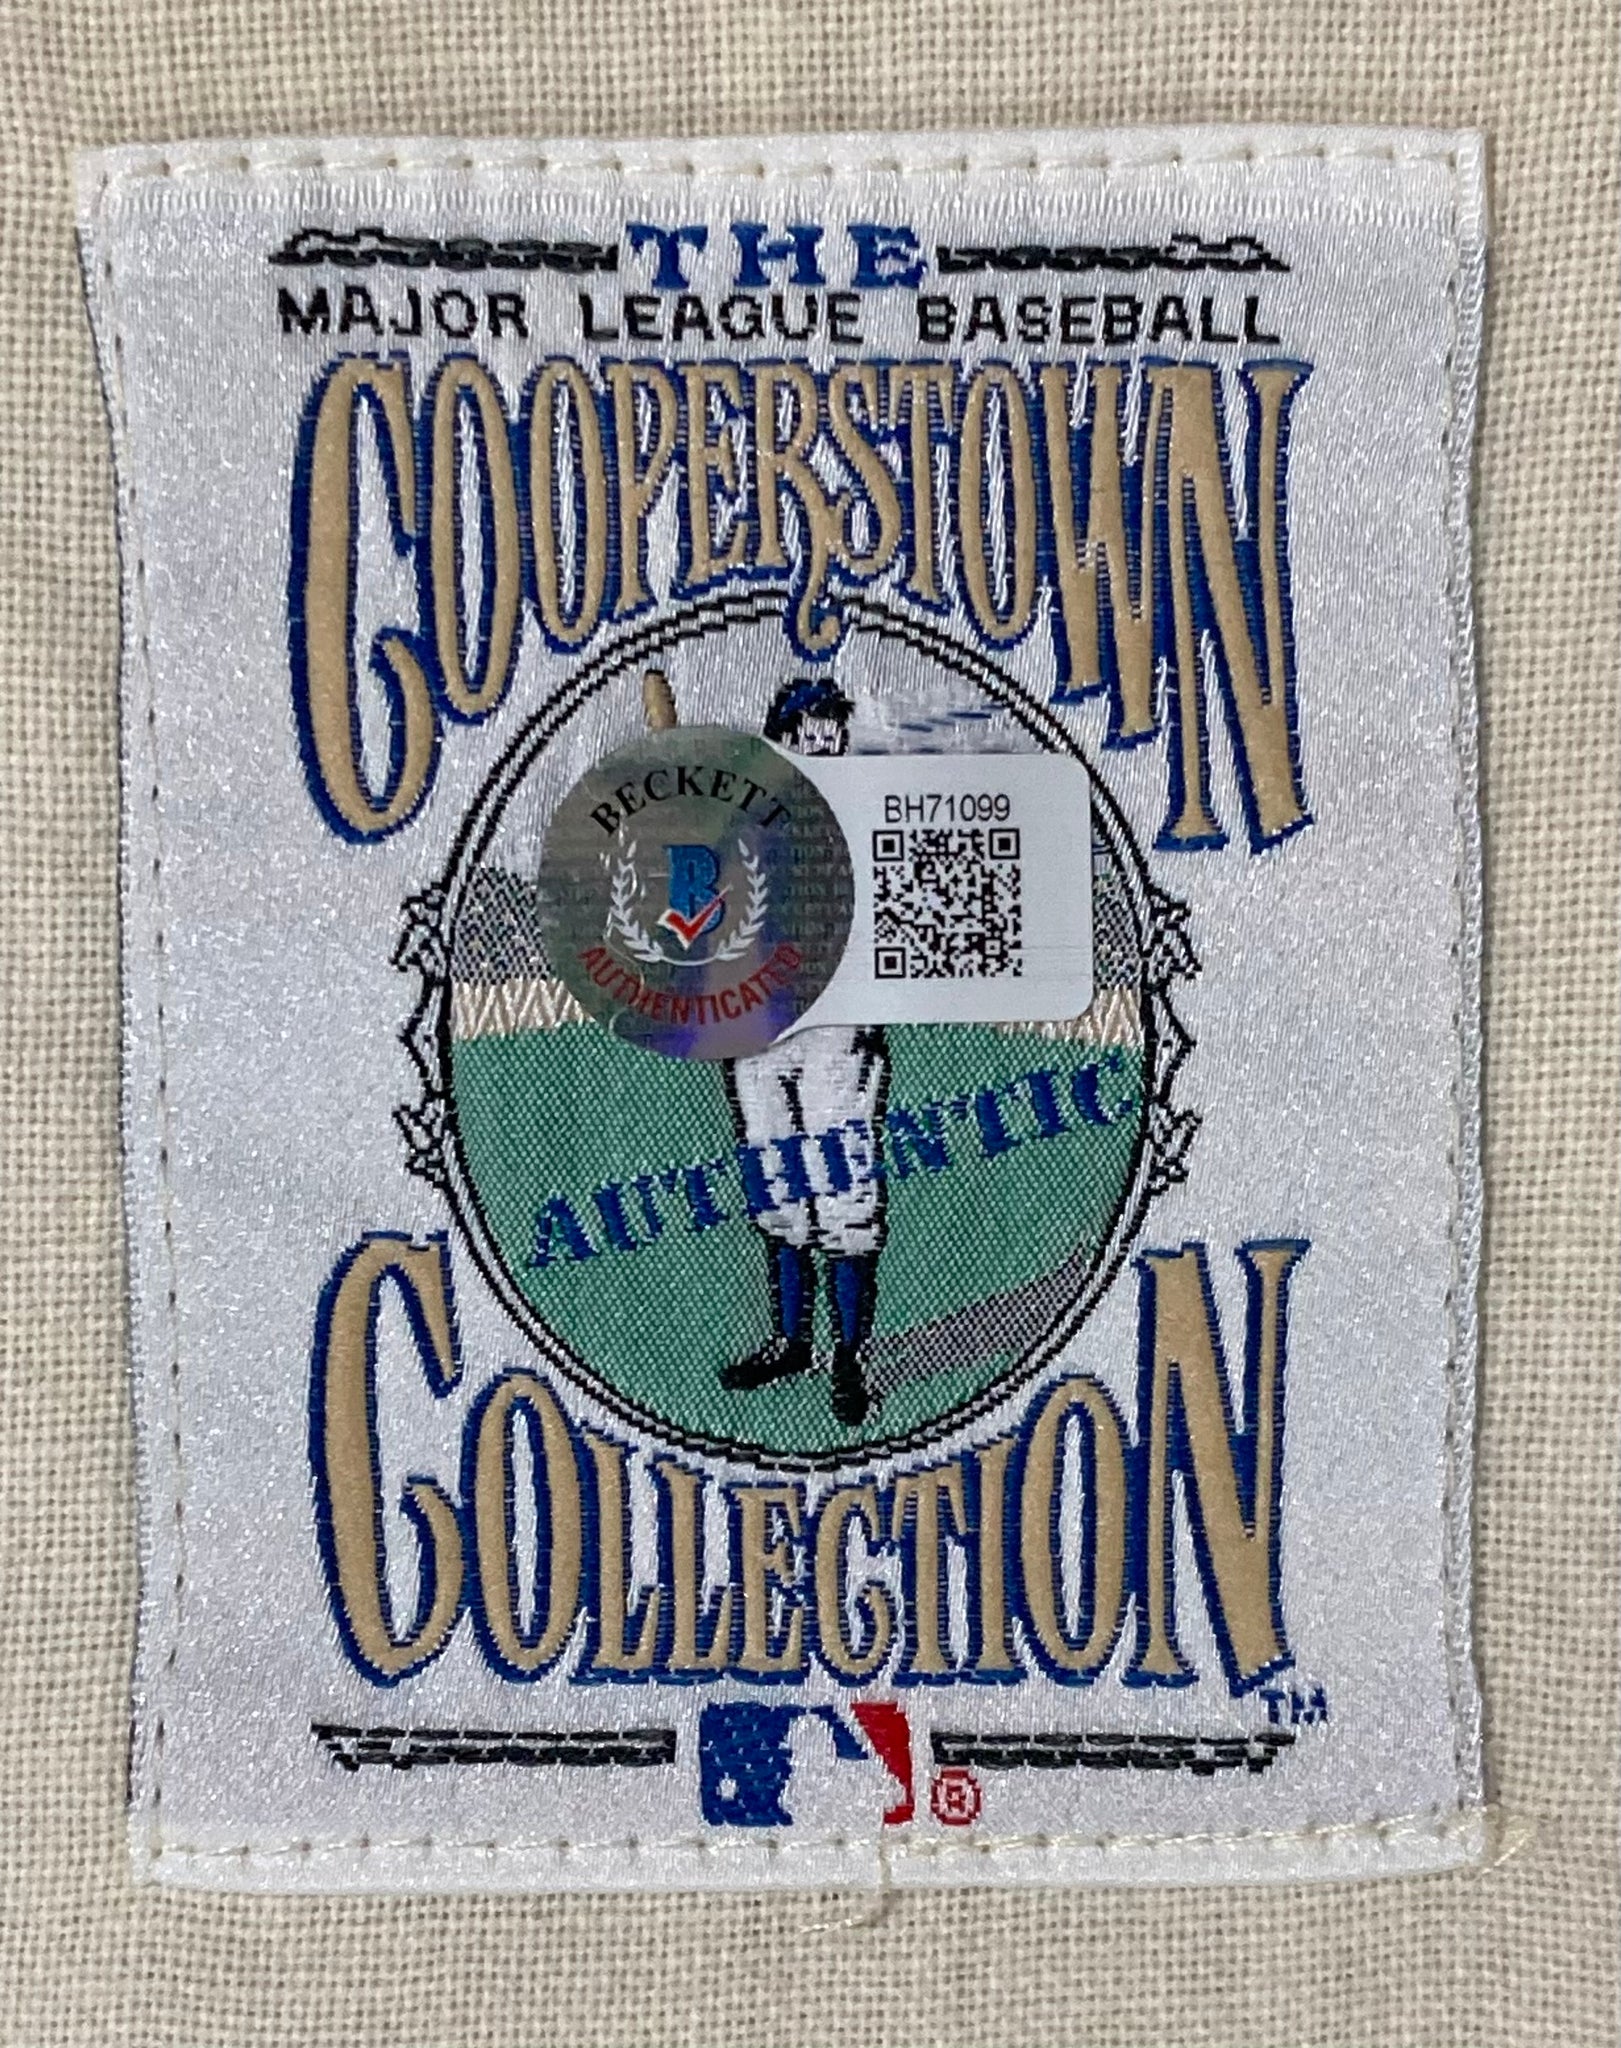 THE
MAJOR LEAGUE BASEBALL
COOPERSTOWN
BECKETT
B
AUTHENTICATED
BH71099
AUTHENTIC
COLLECTION
TM
®